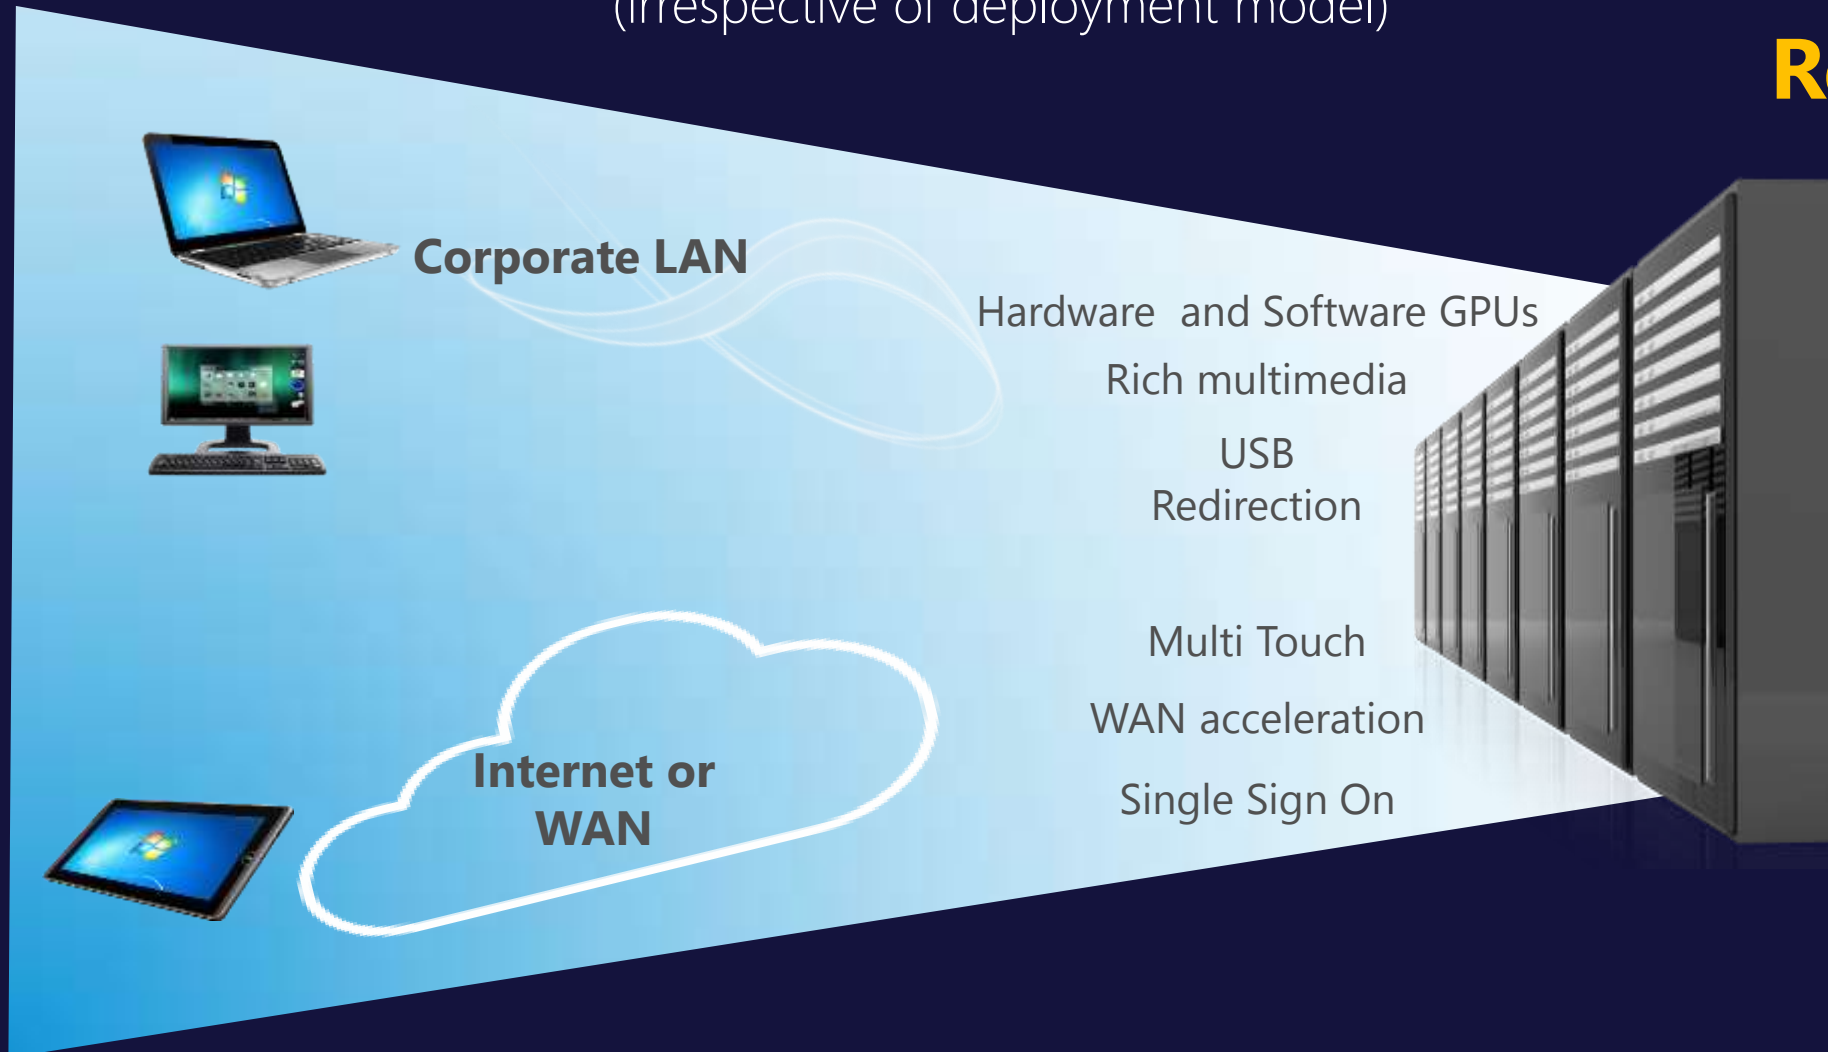 (irrespective of deployment model)
Corporate LAN
Hardware  and Software GPUs
Rich multimedia
USB
Redirection
Multi Touch
WAN acceleration
Single Sign On
Internet or
WAN